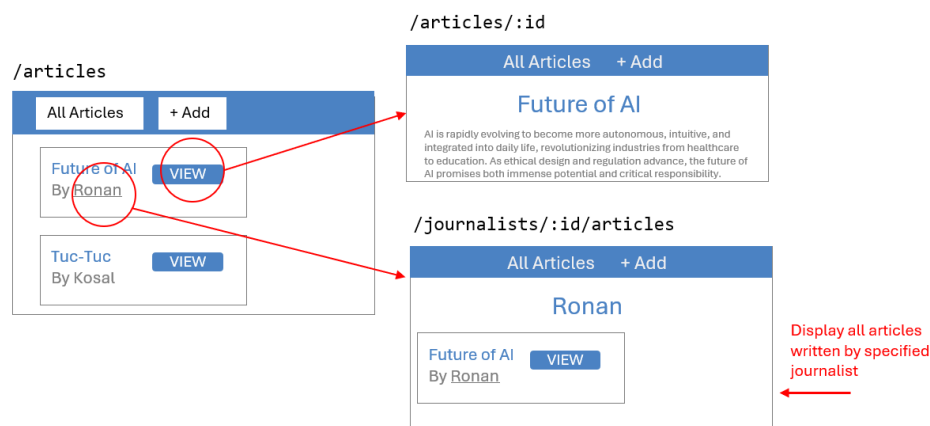 /articles
All Articles + Add
Future of AI
VIEW
By Ronan
Tuc-Tuc
VIEW
By Kosal
/articles/:id
All Articles + Add
Future of AI
AI is rapidly evolving to become more autonomous, intuitive, and
integrated into daily life, revolutionizing industries from healthcare
to education. As ethical design and regulation advance, the future of
AI promises both immense potential and critical responsibility.
/journalists/:id/articles
All Articles + Add
Ronan
Future of AI
VIEW
By Ronan
Display all articles
written by specified
journalist